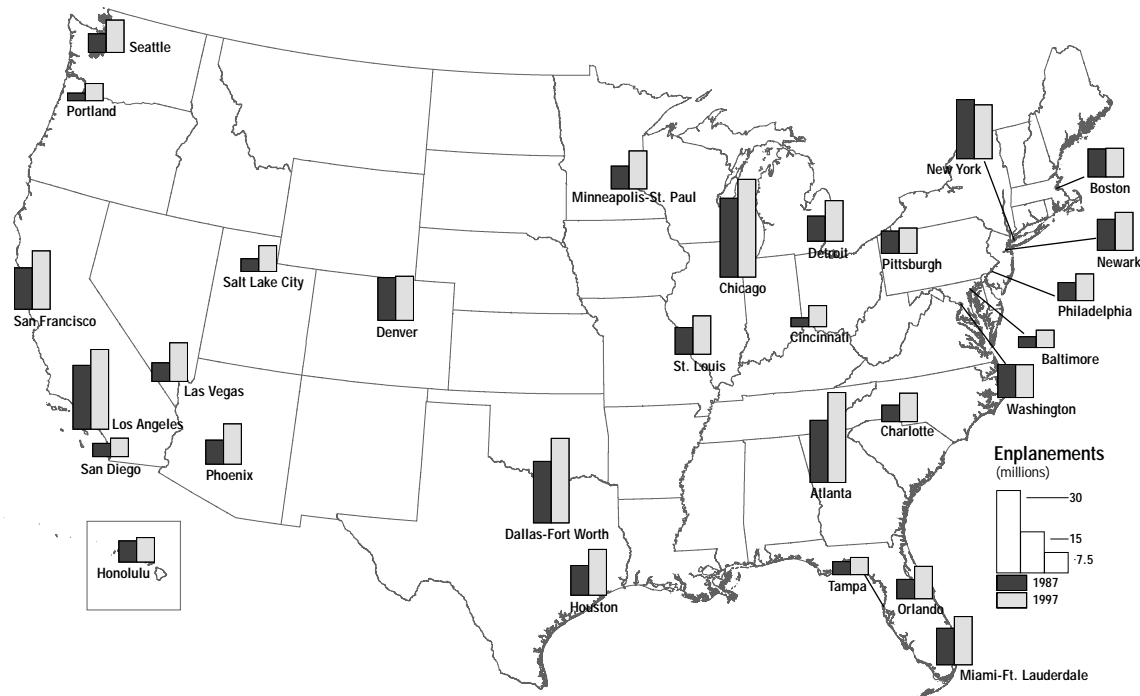 Seattle
Portland
New York
Boston
Minneapolis-St. Paul
Newark
Detroit
Pittsburgh
Salt Lake City
Chicago
Philadelphia
San Francisco
Denver
Cincinnati
Baltimore
St. Louis
Las Vegas
Washington
Los Angeles
Charlotte
San Diego
Phoenix
Atlanta
Dallas-Fort Worth
Honolulu
Houston
Tampa
Orlando
Miami-Ft. Lauderdale
Enplanements
(millions)
30
15
7.5
1987
1997